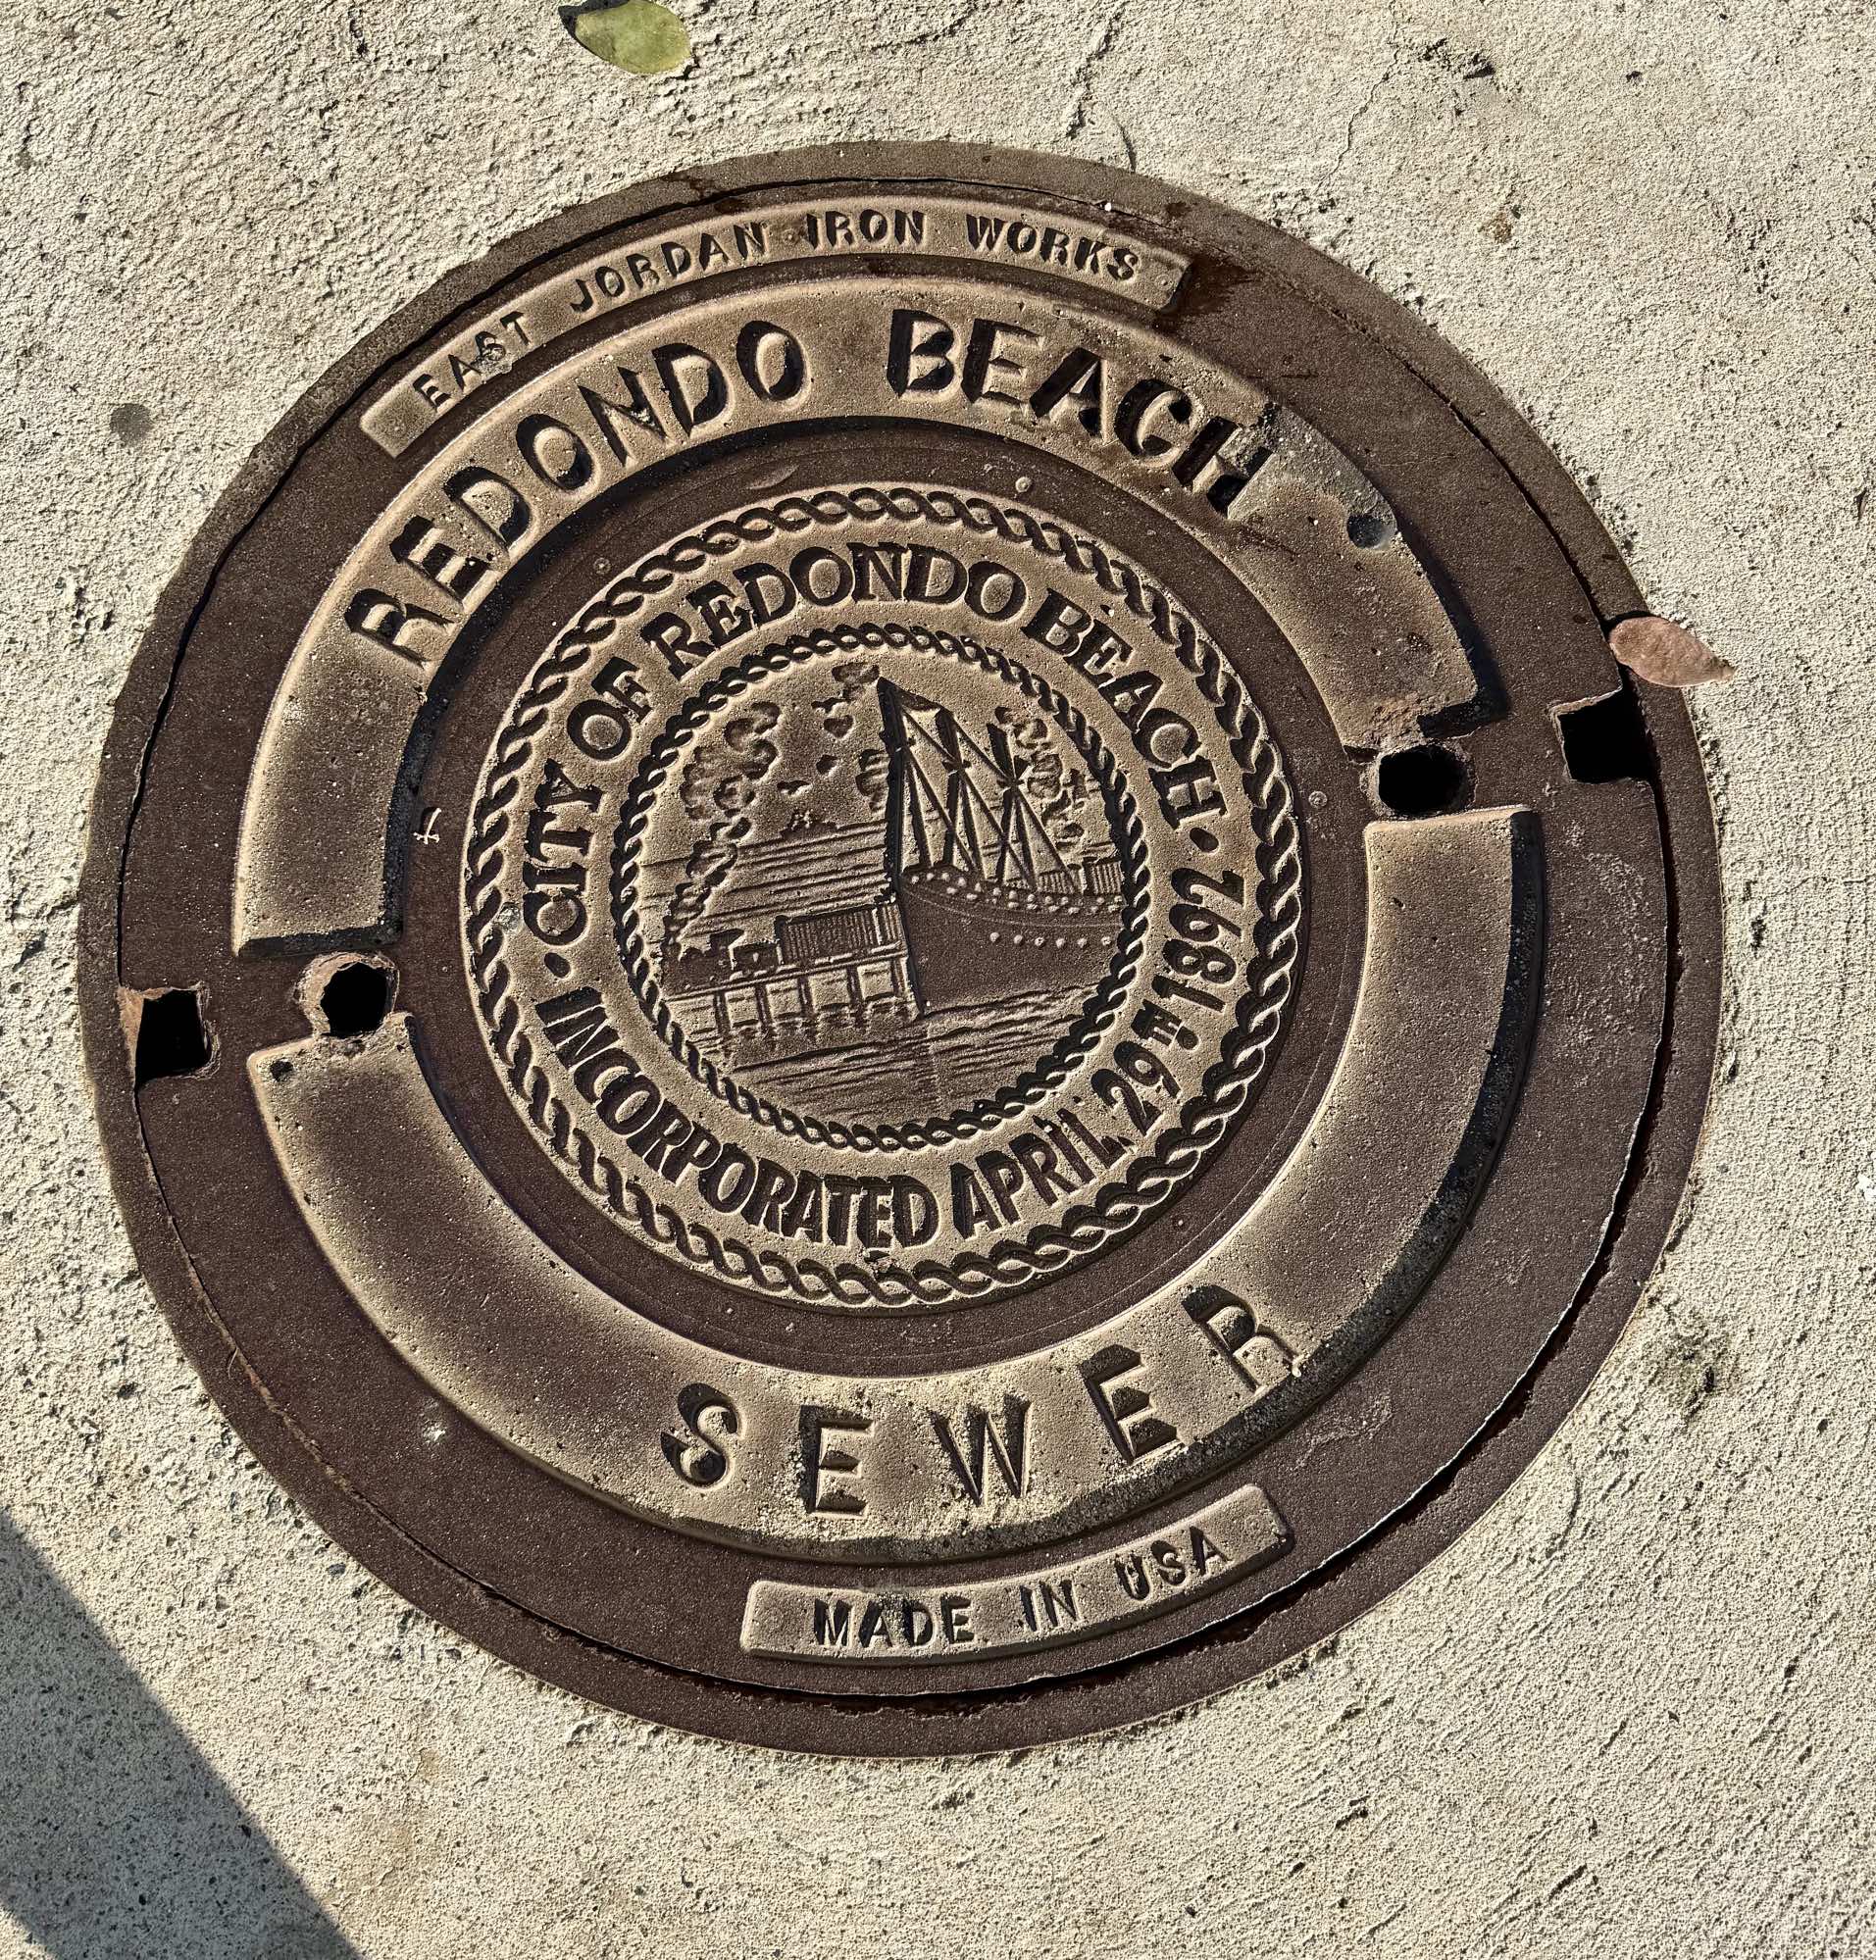 EAST JORDAN IRON WORKS
REDONDO BEACH
• CITY OF REDONDO BEACH •
INCORPORATED APRIL 29TH 1892
SEWER
MADE IN USA